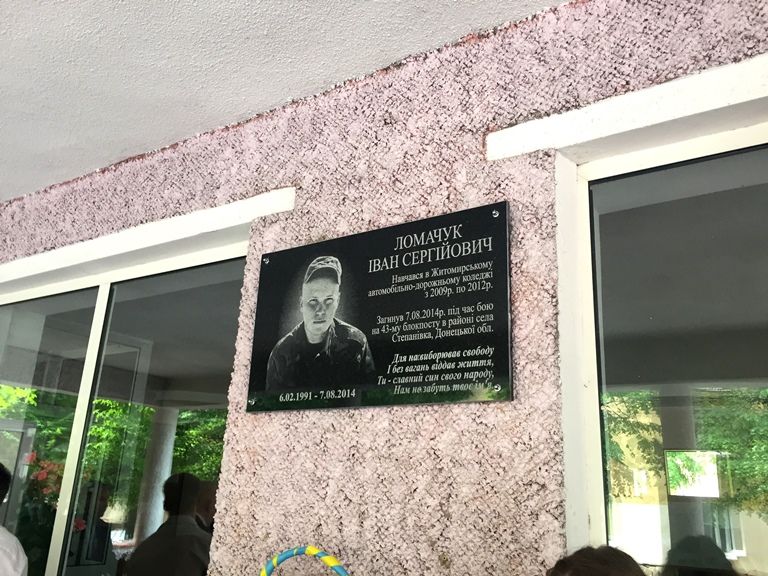 ЛОМАЧУК
ІВАН СЕРГІЙОВИЧ
Навчався в Житомирському
автомобільно-дорожньому коледжі
з 2009р. по 2012р.
Загинув 7.08.2014р. під час бою
на 43-му блокпосту в районі села
Степанівка, Донецької обл.
Для нас виборював свободу
І без вагань віддав життя,
Ти - славний син свого народу,
Нам не забуть твоє ім'я.
6.02.1991 - 7.08.2014